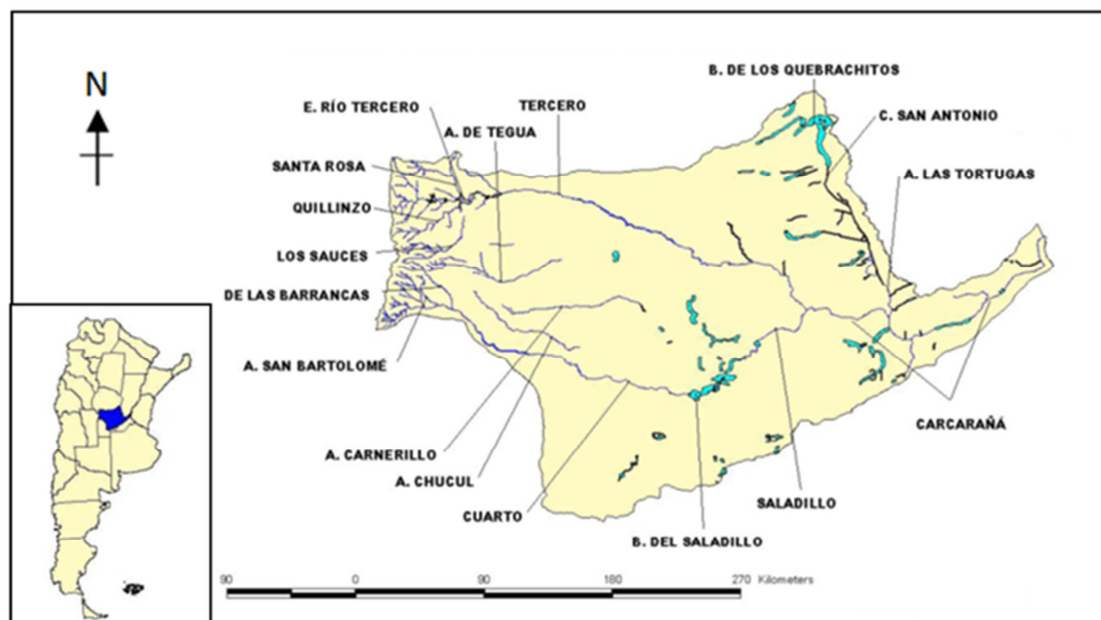 N
B. DE LOS QUEBRACHITOS
E. RÍO TERCERO
TERCERO
C. SAN ANTONIO
A. DE TEGUA
SANTA ROSA
A. LAS TORTUGAS
QUILLINZO
LOS SAUCES
DE LAS BARRANCAS
A. SAN BARTOLOMÉ
CARCARAÑÁ
A. CARNERILLO
A. CHUCUL
SALADILLO
CUARTO
B. DEL SALADILLO
90 0 90 180 270 Kilometers